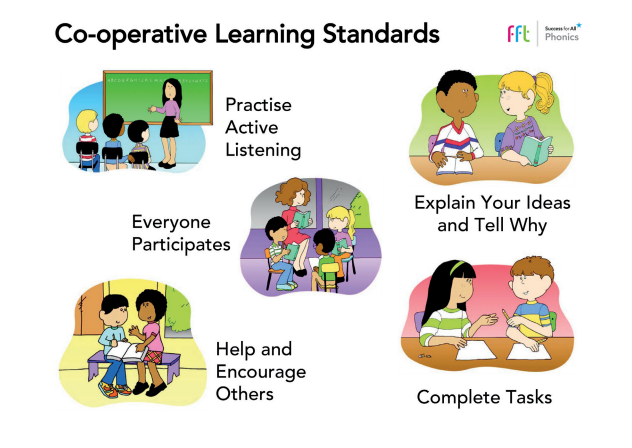 Co-operative Learning Standards
fft
Success for All
Phonics
Practise
Active
Listening
Explain Your Ideas
and Tell Why
Everyone
Participates
Help and
Encourage
Others
Complete Tasks